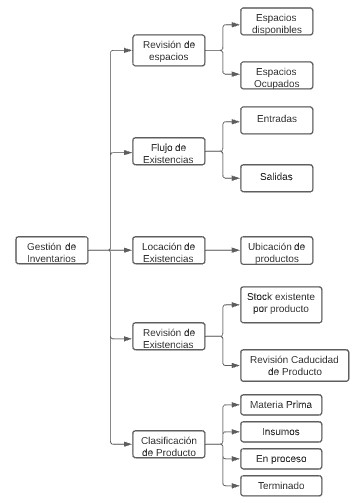 Espacios
disponibles
Revisión de
espacios
Espacios
Ocupados
Entradas
Flujo de
Existencias
Salidas
Gestión de
Inventarios
Locación de
Existencias
Ubicación de
productos
Stock existente
por producto
Revisión de
Existencias
Revisión Caducidad
de Producto
Materia Prima
Clasificación
de Producto
Insumos
En proceso
Terminado